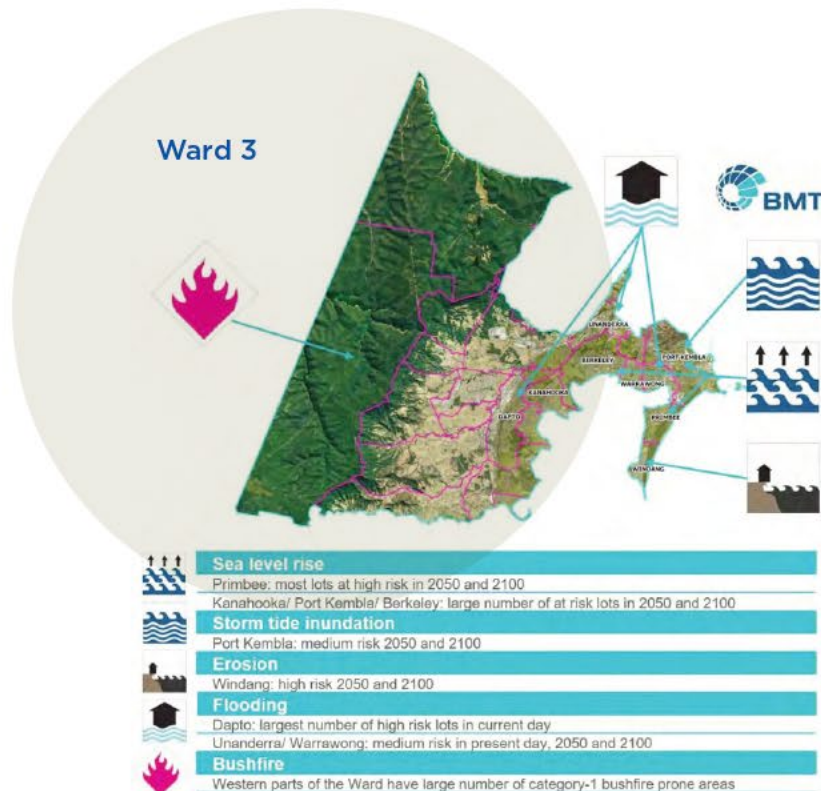 Ward 3
BMT
UNANDERRA
BERKELEY
PORT KEMBLA
WARRAWONG
KANAHOOKA
DAPTO
PRIMBEE
WINDANG
Sea level rise
Primbee: most lots at high risk in 2050 and 2100
Kanahooka/ Port Kembla/ Berkeley: large number of at risk lots in 2050 and 2100
Storm tide inundation
Port Kembla: medium risk 2050 and 2100
Erosion
Windang: high risk 2050 and 2100
Flooding
Dapto: largest number of high risk lots in current day
Unanderra/ Warrawong: medium risk in present day, 2050 and 2100
Bushfire
Western parts of the Ward have large number of category-1 bushfire prone areas